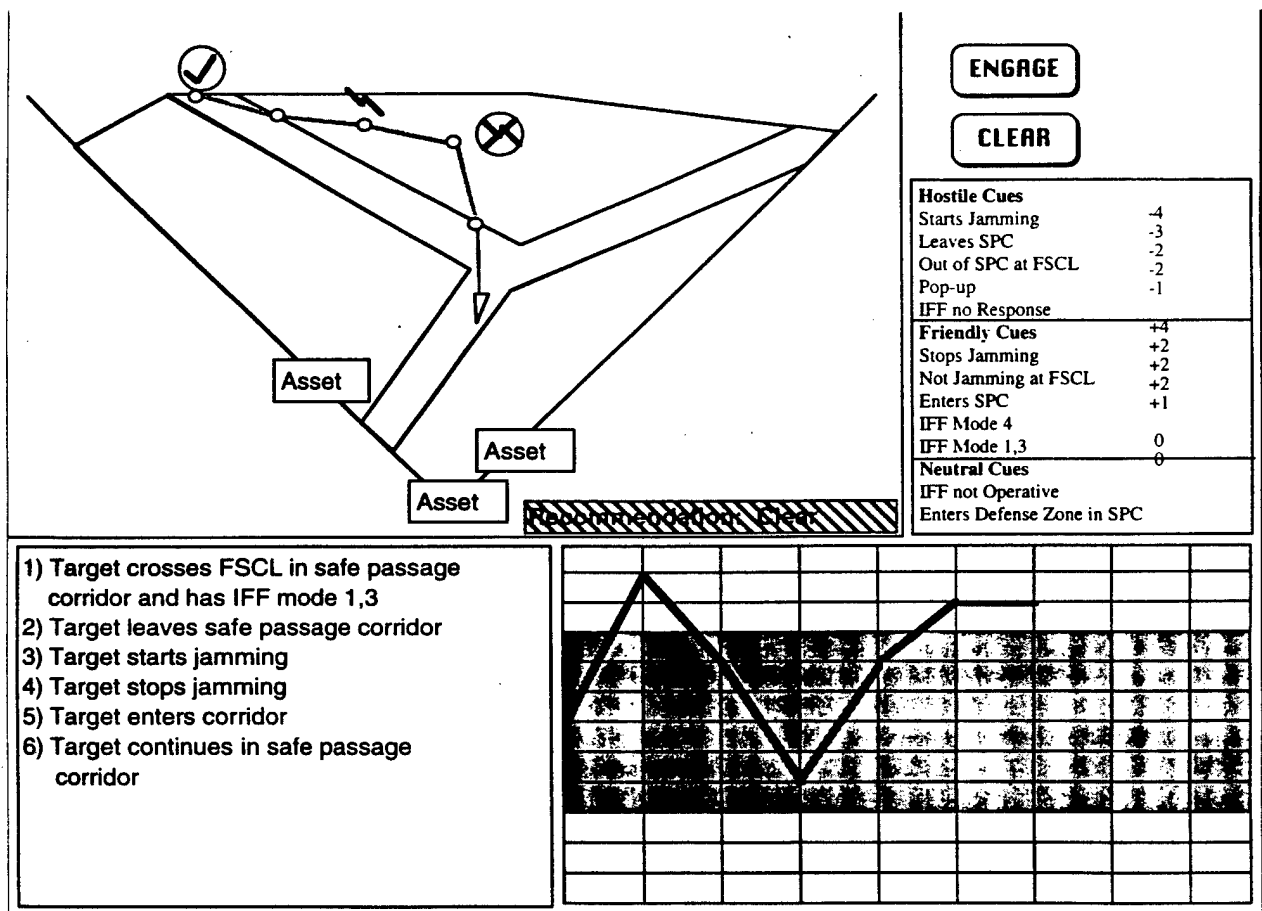 ENGAGE
CLEAR
Hostile Cues
Starts Jamming -4
Leaves SPC -3
Out of SPC at FSCL -2
Pop-up -2
IFF no Response -1
Friendly Cues
Stops Jamming +4
Not Jamming at FSCL +2
Enters SPC +2
IFF Mode 4 +2
IFF Mode 1,3 +1
Neutral Cues
IFF not Operative 0
Enters Defense Zone in SPC 0
Asset
Asset
Asset
Recommendation: Clear
1) Target crosses FSCL in safe passage
corridor and has IFF mode 1,3
2) Target leaves safe passage corridor
3) Target starts jamming
4) Target stops jamming
5) Target enters corridor
6) Target continues in safe passage
corridor